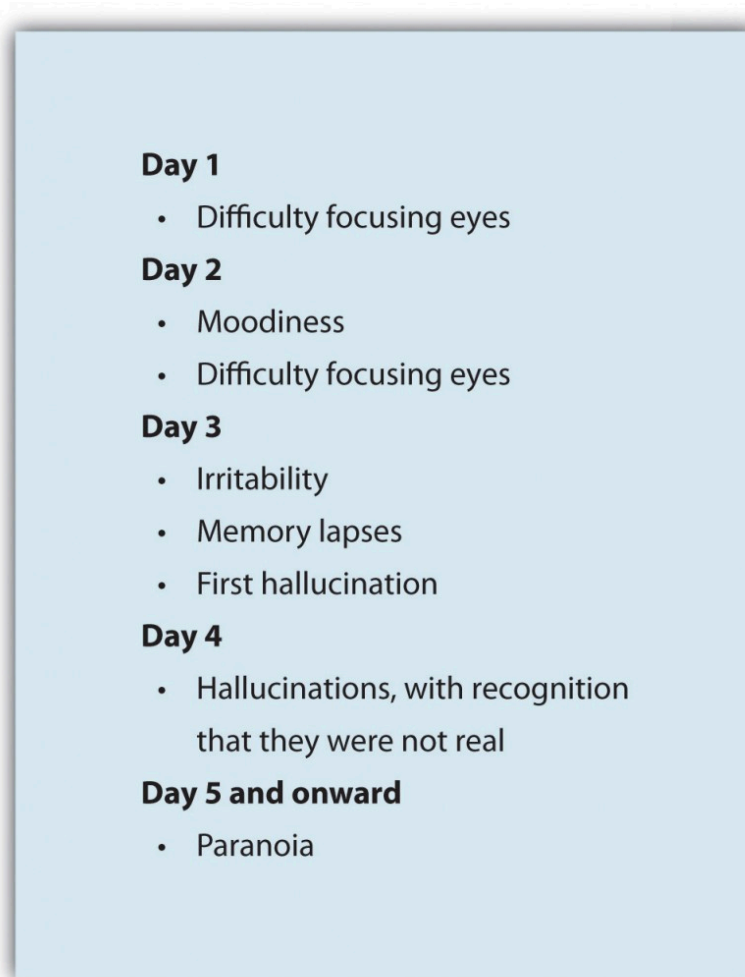 Day 1
• Difficulty focusing eyes
Day 2
• Moodiness
• Difficulty focusing eyes
Day 3
• Irritability
• Memory lapses
• First hallucination
Day 4
• Hallucinations, with recognition
that they were not real
Day 5 and onward
• Paranoia